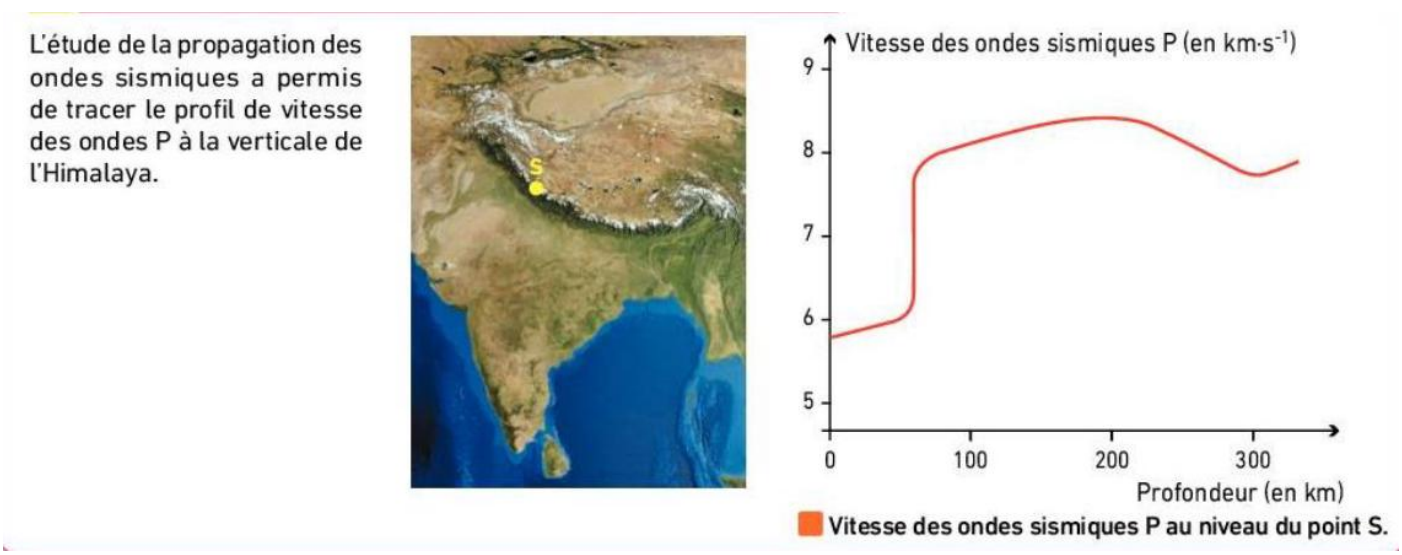 L'étude de la propagation des
ondes sismiques a permis
de tracer le profil de vitesse
des ondes P à la verticale de
l'Himalaya.
S
Vitesse des ondes sismiques P (en km·s⁻¹)
9
8
7
6
5
0 100 200 300
Profondeur (en km)
Vitesse des ondes sismiques P au niveau du point S.